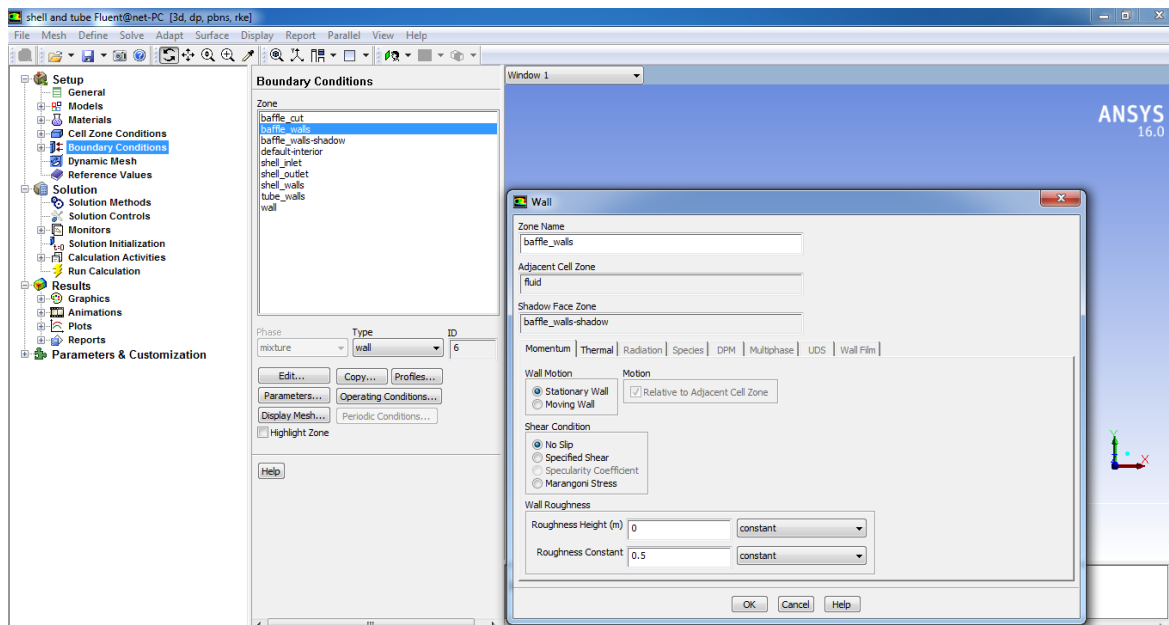 shell and tube Fluent@net-PC [3d, dp, pbns, rke]
File Mesh Define Solve Adapt Surface Display Report Parallel View Help
Setup
General
Models
Materials
Cell Zone Conditions
Boundary Conditions
Dynamic Mesh
Reference Values
Solution
Solution Methods
Solution Controls
Monitors
t=0 Solution Initialization
Calculation Activities
Run Calculation
Results
Graphics
Animations
Plots
Reports
Parameters & Customization
Boundary Conditions
Zone
baffle_cut
baffle_walls
baffle_walls-shadow
default-interior
shell_inlet
shell_outlet
shell_walls
tube_walls
wall
Phase Type ID
mixture wall 6
Edit... Copy... Profiles...
Parameters... Operating Conditions...
Display Mesh... Periodic Conditions...
Highlight Zone
Help
Window 1
ANSYS
16.0
Wall
Zone Name
baffle_walls
Adjacent Cell Zone
fluid
Shadow Face Zone
baffle_walls-shadow
Momentum Thermal Radiation Species DPM Multiphase UDS Wall Film
Wall Motion Motion
Stationary Wall Relative to Adjacent Cell Zone
Moving Wall
Shear Condition
No Slip
Specified Shear
Specularity Coefficient
Marangoni Stress
Wall Roughness
Roughness Height (m) 0 constant
Roughness Constant 0.5 constant
OK Cancel Help
Y
X